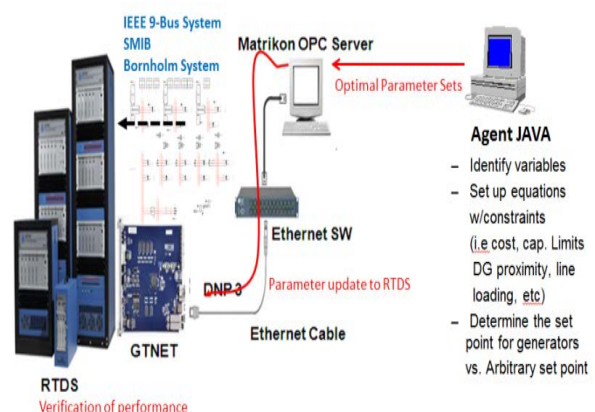 IEEE 9-Bus System
SMIB
Bornholm System
Matrikon OPC Server
Optimal Parameter Sets
Agent JAVA
– Identify variables
– Set up equations
w/constraints
(i.e cost, cap. Limits
DG proximity, line
loading, etc)
– Determine the set
point for generators
vs. Arbitrary set point
Ethernet SW
DNP 3
Parameter update to RTDS
Ethernet Cable
GTNET
RTDS
Verification of performance